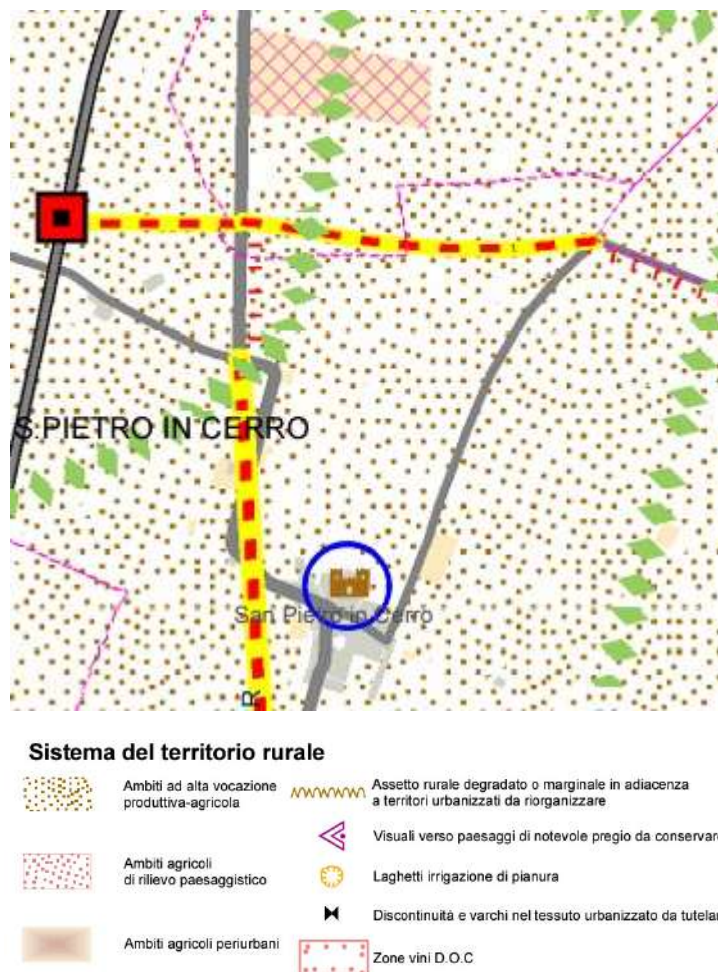 S.PIETRO IN CERRO
San Pietro in Cerro
R
Sistema del territorio rurale
Ambiti ad alta vocazione
produttiva-agricola
Ambiti agricoli
di rilievo paesaggistico
Ambiti agricoli periurbani
Assetto rurale degradato o marginale in adiacenza
a territori urbanizzati da riorganizzare
Visuali verso paesaggi di notevole pregio da conservare
Laghetti irrigazione di pianura
Discontinuità e varchi nel tessuto urbanizzato da tutelar
Zone vini D.O.C